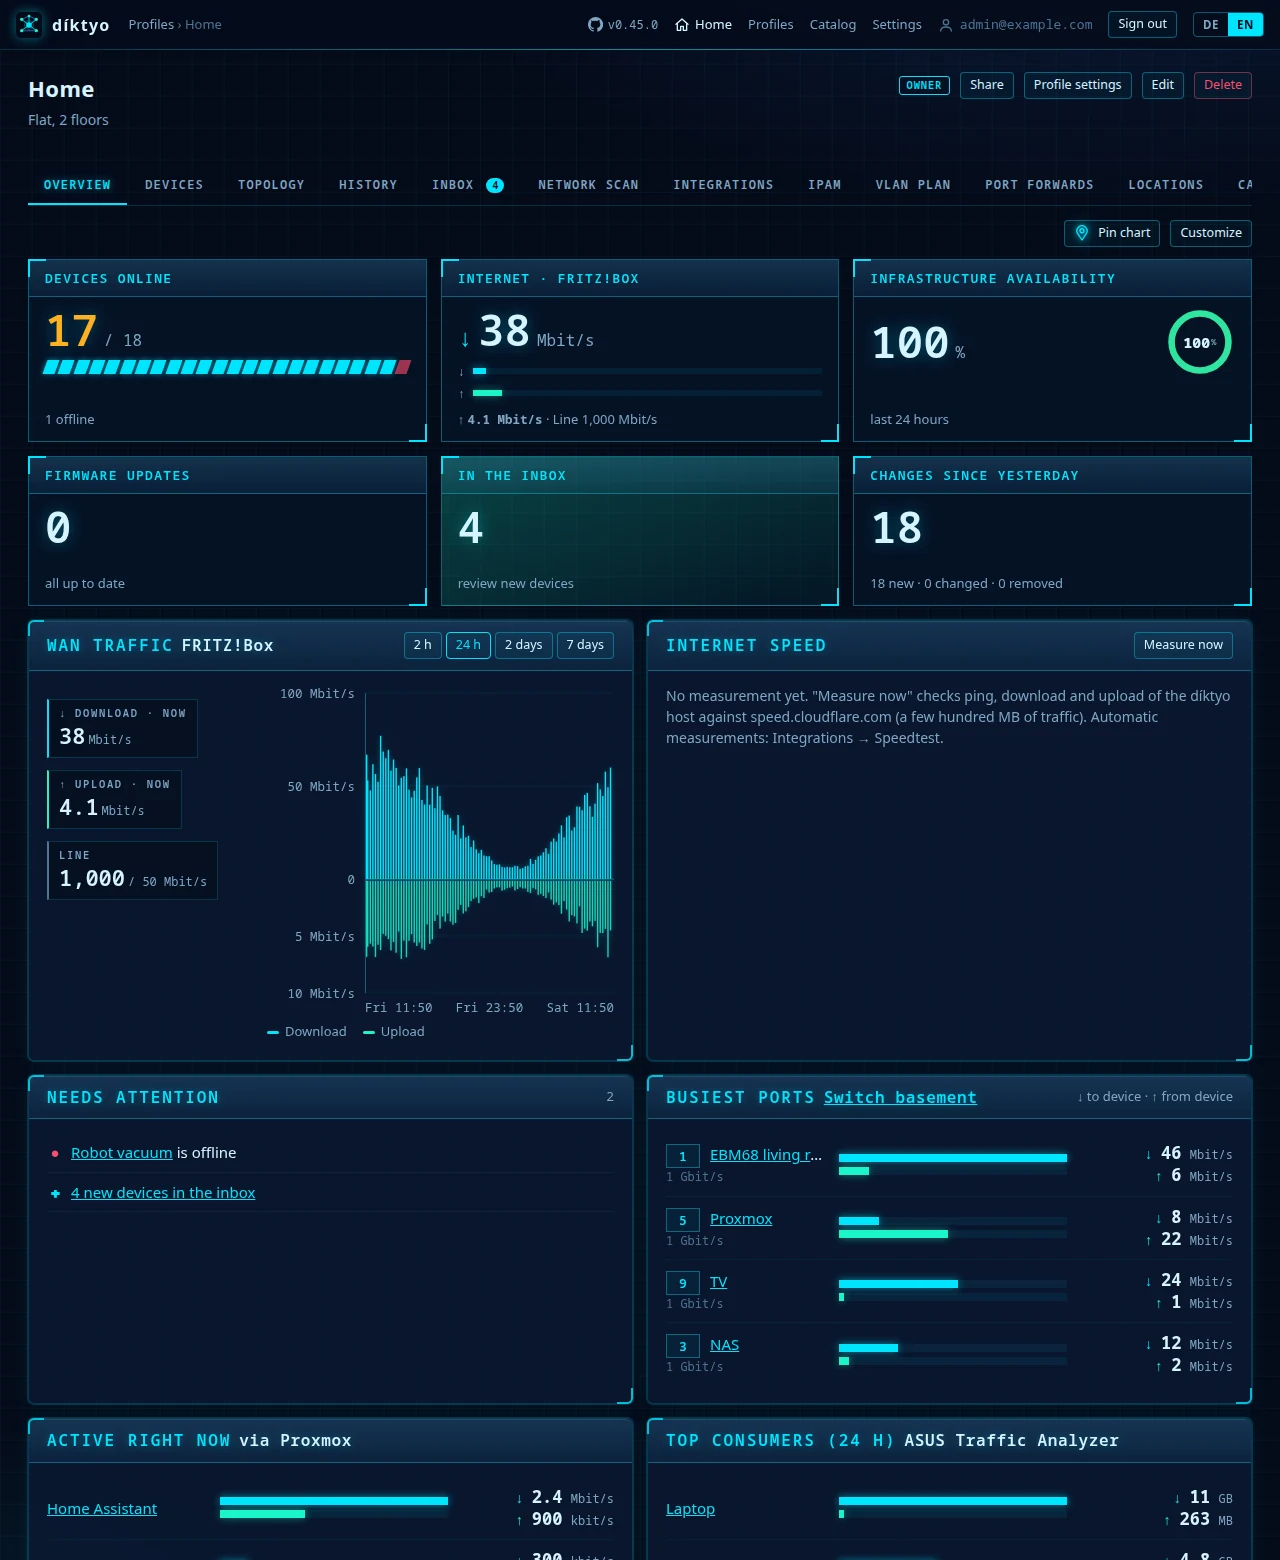 díktyo
Profiles › Home
v0.45.0
Home
Profiles
Catalog
Settings
admin@example.com
Sign out
DE
EN
Home
OWNER
Share
Profile settings
Edit
Delete
Flat, 2 floors
OVERVIEW
DEVICES
TOPOLOGY
HISTORY
INBOX 4
NETWORK SCAN
INTEGRATIONS
IPAM
VLAN PLAN
PORT FORWARDS
LOCATIONS
CA
Pin chart
Customize
DEVICES ONLINE
17 / 18
1 offline
INTERNET · FRITZ!BOX
↓ 38 Mbit/s
↓
↑
↑ 4.1 Mbit/s · Line 1,000 Mbit/s
INFRASTRUCTURE AVAILABILITY
100 %
100%
last 24 hours
FIRMWARE UPDATES
0
all up to date
IN THE INBOX
4
review new devices
CHANGES SINCE YESTERDAY
18
18 new · 0 changed · 0 removed
WAN TRAFFIC FRITZ!Box
2 h
24 h
2 days
7 days
↓ DOWNLOAD · NOW
38 Mbit/s
↑ UPLOAD · NOW
4.1 Mbit/s
LINE
1,000 / 50 Mbit/s
100 Mbit/s
50 Mbit/s
0
5 Mbit/s
10 Mbit/s
Fri 11:50
Fri 23:50
Sat 11:50
Download
Upload
INTERNET SPEED
Measure now
No measurement yet. "Measure now" checks ping, download and upload of the díktyo
host against speed.cloudflare.com (a few hundred MB of traffic). Automatic
measurements: Integrations → Speedtest.
NEEDS ATTENTION
2
Robot vacuum is offline
4 new devices in the inbox
BUSIEST PORTS Switch basement
↓ to device · ↑ from device
1 EBM68 living r...
1 Gbit/s
↓ 46 Mbit/s
↑ 6 Mbit/s
5 Proxmox
1 Gbit/s
↓ 8 Mbit/s
↑ 22 Mbit/s
9 TV
1 Gbit/s
↓ 24 Mbit/s
↑ 1 Mbit/s
3 NAS
1 Gbit/s
↓ 12 Mbit/s
↑ 2 Mbit/s
ACTIVE RIGHT NOW via Proxmox
Home Assistant
↓ 2.4 Mbit/s
↑ 900 kbit/s
↓ 300 kbit/s
TOP CONSUMERS (24 H) ASUS Traffic Analyzer
Laptop
↓ 11 GB
↑ 263 MB
↓ 4.8 GB